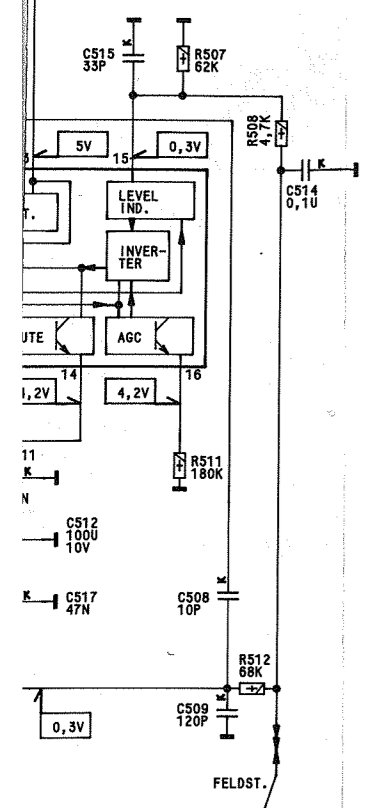 C515
33P
K
R507
62K
R508
4,7K
K
C514
0,1U
5V
0,3V
15
LEVEL
IND.
T.
INVER-
TER
UTE
AGC
14
16
,2V
4,2V
R511
180K
11
K
N
C512
100U
10V
K
C517
47N
K
C508
10P
R512
68K
K
C509
120P
0,3V
FELDST.